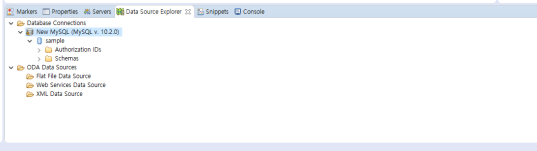 Markers Properties Servers Data Source Explorer Snippets Console
Database Connections
New MySQL (MySQL v. 10.2.0)
sample
Authorization IDs
Schemas
ODA Data Sources
Flat File Data Source
Web Services Data Source
XML Data Source